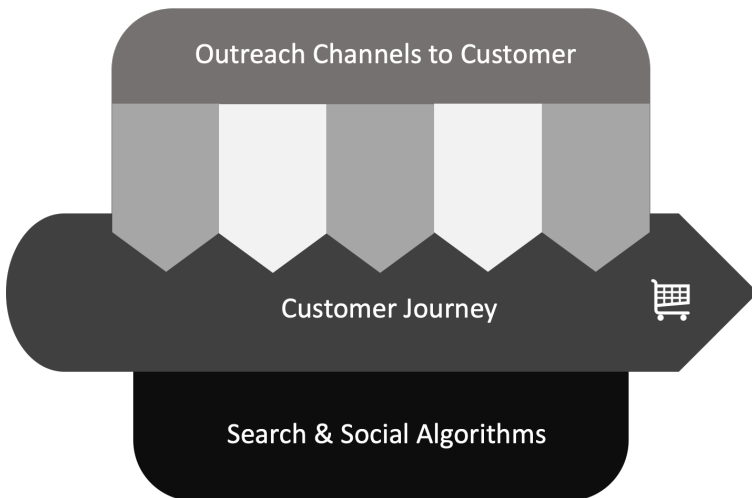 Outreach Channels to Customer
Customer Journey
Search & Social Algorithms